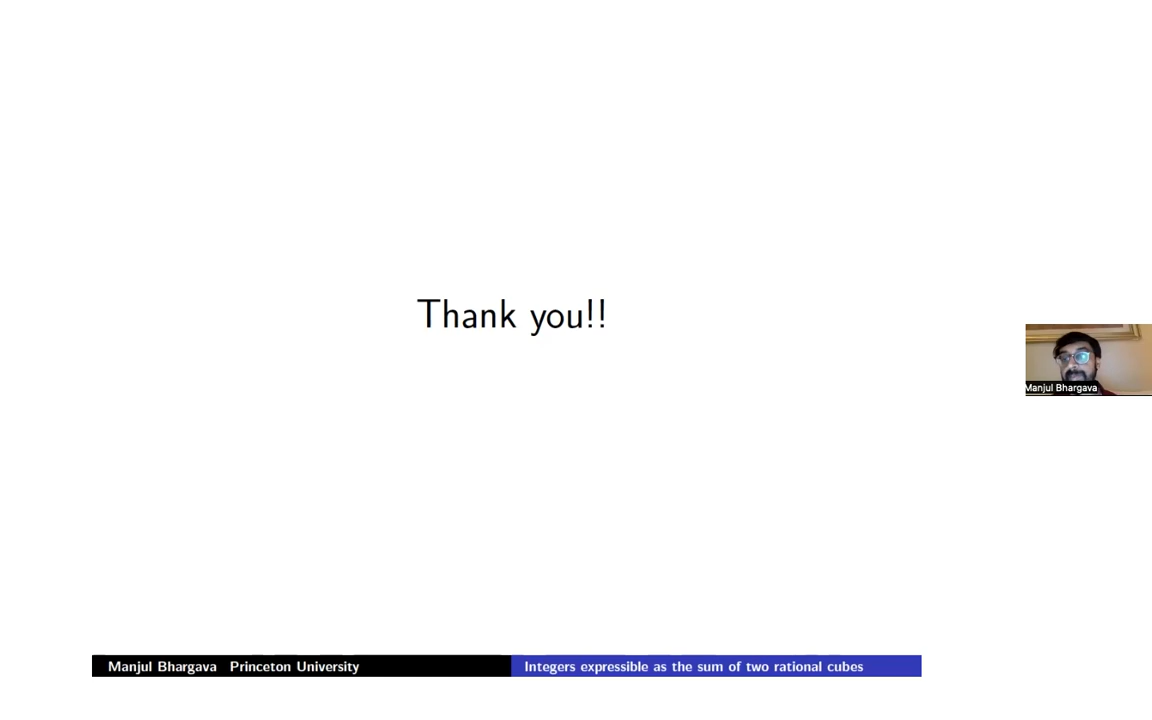 Thank you!!
Manjul Bhargava
Manjul Bhargava Princeton University Integers expressible as the sum of two rational cubes